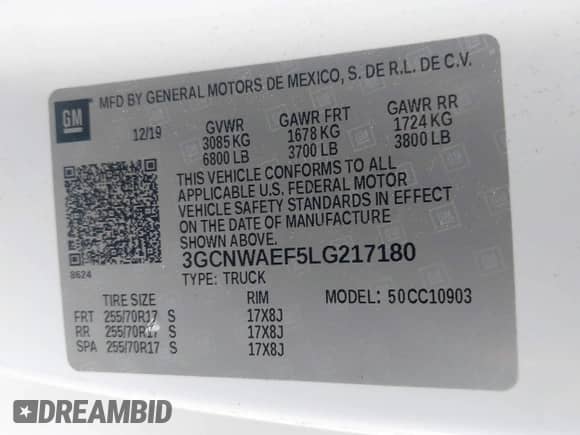 GM
MFD BY GENERAL MOTORS DE MEXICO, S. DE R.L. DE C.V.
12/19 GVWR GAWR FRT GAWR RR
3085 KG 1678 KG 1724 KG
6800 LB 3700 LB 3800 LB
THIS VEHICLE CONFORMS TO ALL
APPLICABLE U.S. FEDERAL MOTOR
VEHICLE SAFETY STANDARDS IN EFFECT
ON THE DATE OF MANUFACTURE
SHOWN ABOVE.
8624
3GCNWAEF5LG217180
TYPE: TRUCK
TIRE SIZE RIM MODEL: 50CC10903
FRT 255/70R17 S 17X8J
RR 255/70R17 S 17X8J
SPA 255/70R17 S 17X8J
DREAMBID